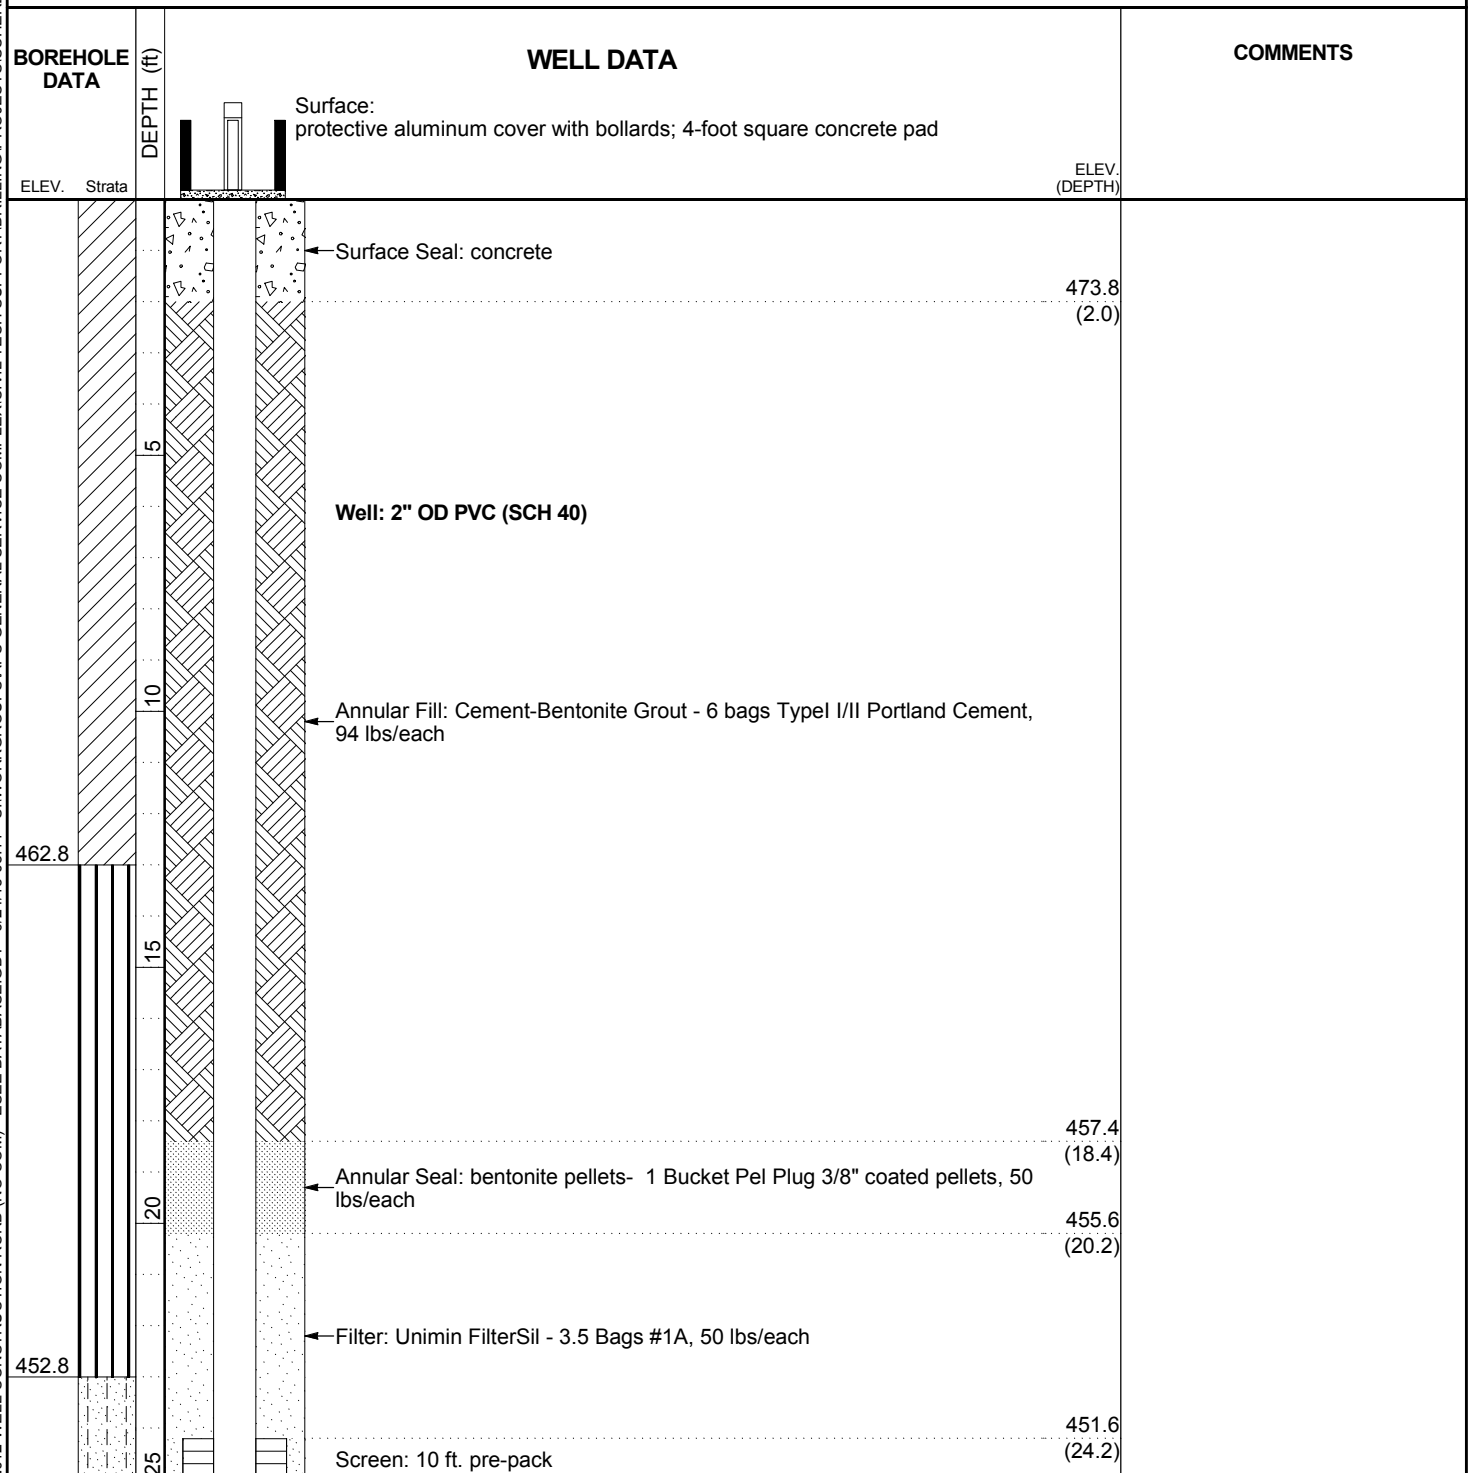 BOREHOLE
DATA
DEPTH (ft)
WELL DATA
COMMENTS
Surface:
protective aluminum cover with bollards; 4-foot square concrete pad
ELEV. Strata
ELEV.
(DEPTH)
Surface Seal: concrete
473.8
(2.0)
5
Well: 2" OD PVC (SCH 40)
10
Annular Fill: Cement-Bentonite Grout - 6 bags TypeI I/II Portland Cement,
94 lbs/each
462.8
15
457.4
(18.4)
Annular Seal: bentonite pellets- 1 Bucket Pel Plug 3/8" coated pellets, 50
lbs/each
20
455.6
(20.2)
Filter: Unimin FilterSil - 3.5 Bags #1A, 50 lbs/each
452.8
451.6
(24.2)
25
Screen: 10 ft. pre-pack